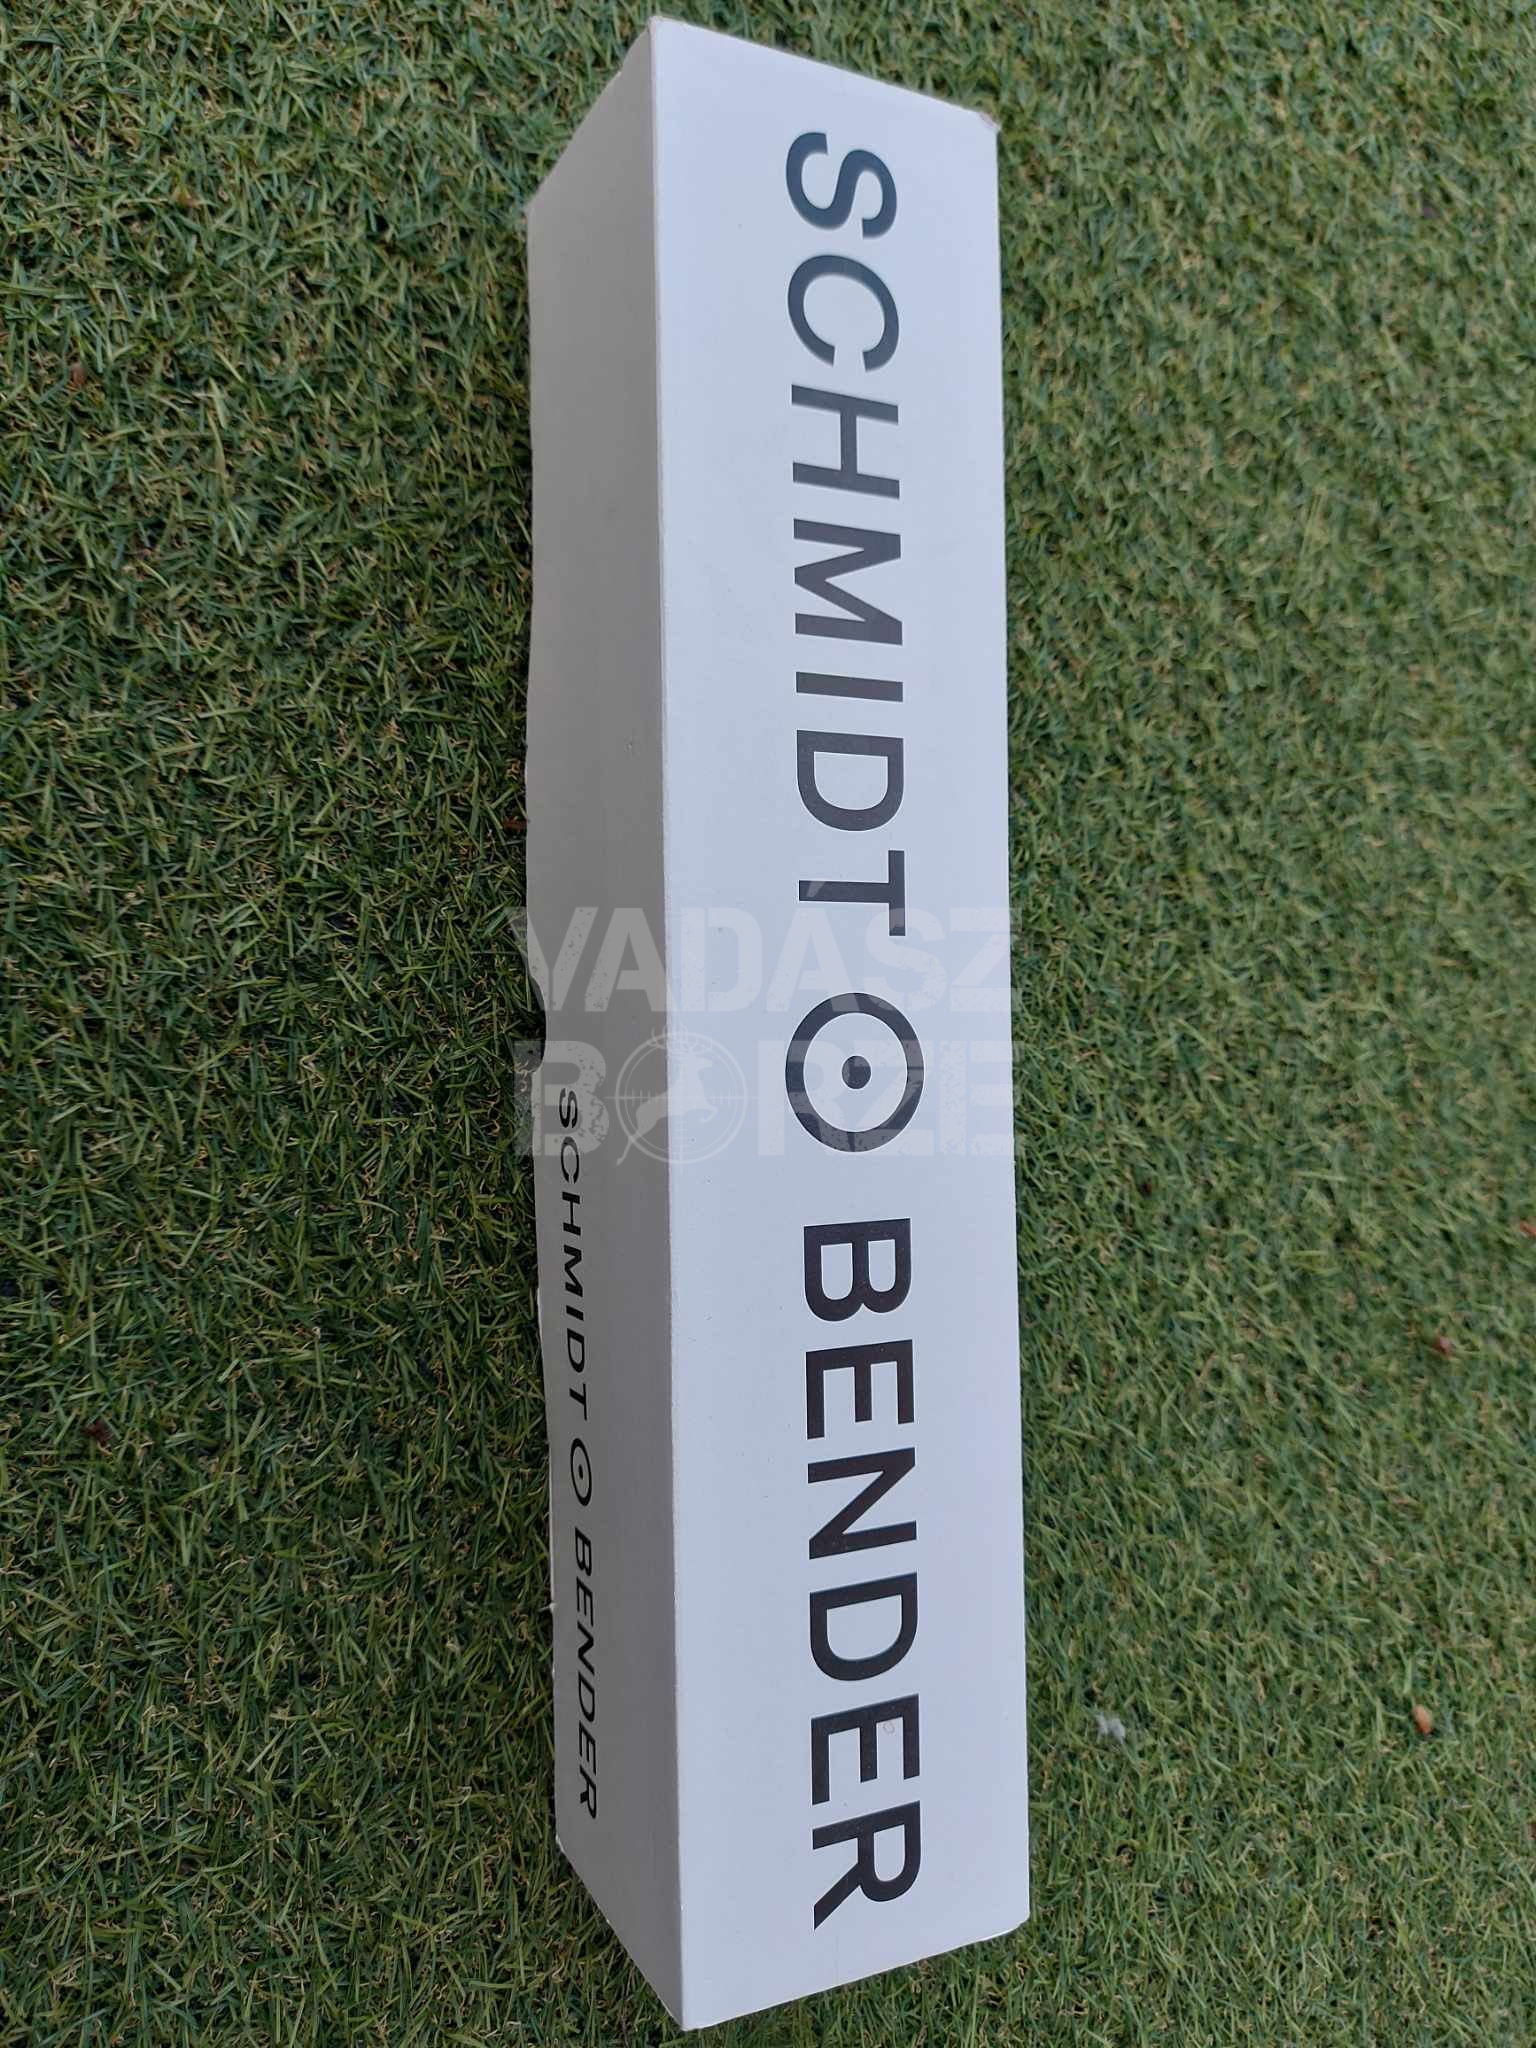 SCHMIDT BENDER
SCHMIDT BENDER
VADÁSZ
BÖRZE